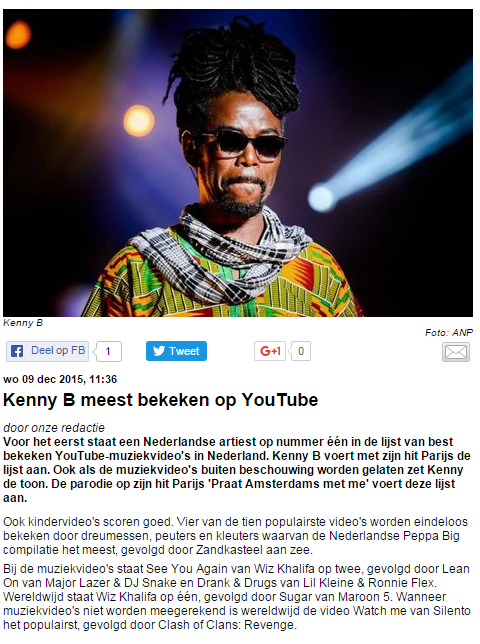 Kenny B
Foto: ANP
Deel op FB
1
Tweet
G+1
0
wo 09 dec 2015, 11:36
Kenny B meest bekeken op YouTube
door onze redactie
Voor het eerst staat een Nederlandse artiest op nummer één in de lijst van best
bekeken YouTube-muziekvideo's in Nederland. Kenny B voert met zijn hit Parijs de
lijst aan. Ook als de muziekvideo's buiten beschouwing worden gelaten zet Kenny
de toon. De parodie op zijn hit Parijs 'Praat Amsterdams met me' voert deze lijst
aan.
Ook kindervideo's scoren goed. Vier van de tien populairste video's worden eindeloos
bekeken door dreumessen, peuters en kleuters waarvan de Nederlandse Peppa Big
compilatie het meest, gevolgd door Zandkasteel aan zee.
Bij de muziekvideo's staat See You Again van Wiz Khalifa op twee, gevolgd door Lean
On van Major Lazer & DJ Snake en Drank & Drugs van Lil Kleine & Ronnie Flex.
Wereldwijd staat Wiz Khalifa op één, gevolgd door Sugar van Maroon 5. Wanneer
muziekvideo's niet worden meegerekend is wereldwijd de video Watch me van Silento
het populairst, gevolgd door Clash of Clans: Revenge.